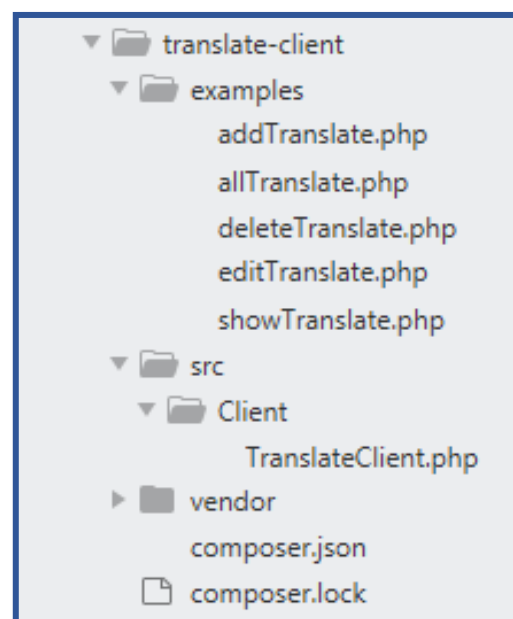 translate-client
examples
addTranslate.php
allTranslate.php
deleteTranslate.php
editTranslate.php
showTranslate.php
src
Client
TranslateClient.php
vendor
composer.json
composer.lock